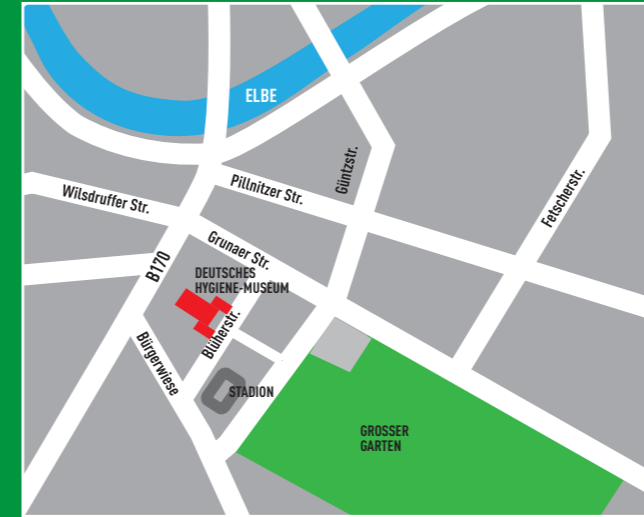 ELBE
Güntzstr.
Fetscherstr.
Pillnitzer Str.
Wilsdruffer Str.
Grunaer Str.
B170
DEUTSCHES
HYGIENE-MUSEUM
Blüherstr.
Bürgerwiese
STADION
GROSSER
GARTEN